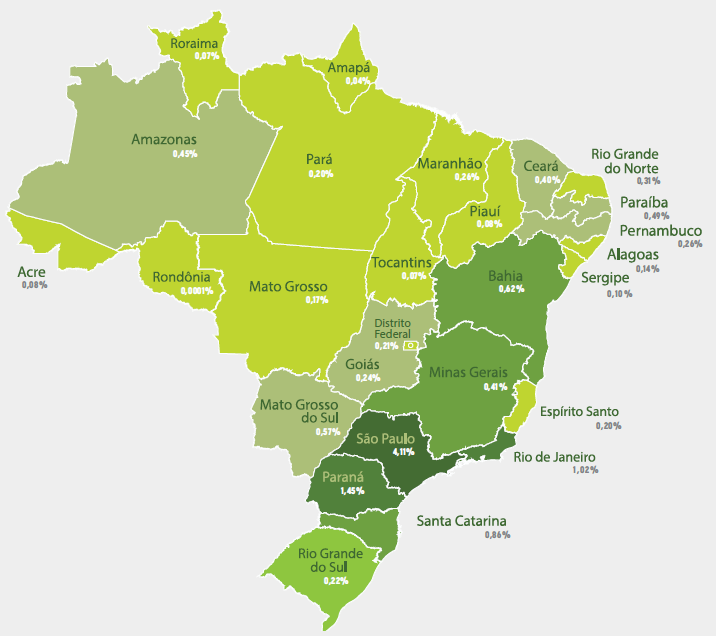 Roraima
0,07%
Amapá
0,04%
Amazonas
0,45%
Pará
0,20%
Maranhão
0,26%
Ceará
0,40%
Rio Grande
do Norte
0,31%
Piauí
0,08%
Paraíba
0,49%
Pernambuco
0,26%
Alagoas
0,14%
Sergipe
0,10%
Acre
0,08%
Rondônia
0,0001%
Mato Grosso
0,17%
Tocantins
0,07%
Bahia
0,62%
Distrito
Federal
0,21%
Goiás
0,24%
Minas Gerais
0,41%
Mato Grosso
do Sul
0,57%
Espírito Santo
0,20%
São Paulo
4,11%
Rio de Janeiro
1,02%
Paraná
1,45%
Santa Catarina
0,86%
Rio Grande
do Sul
0,22%